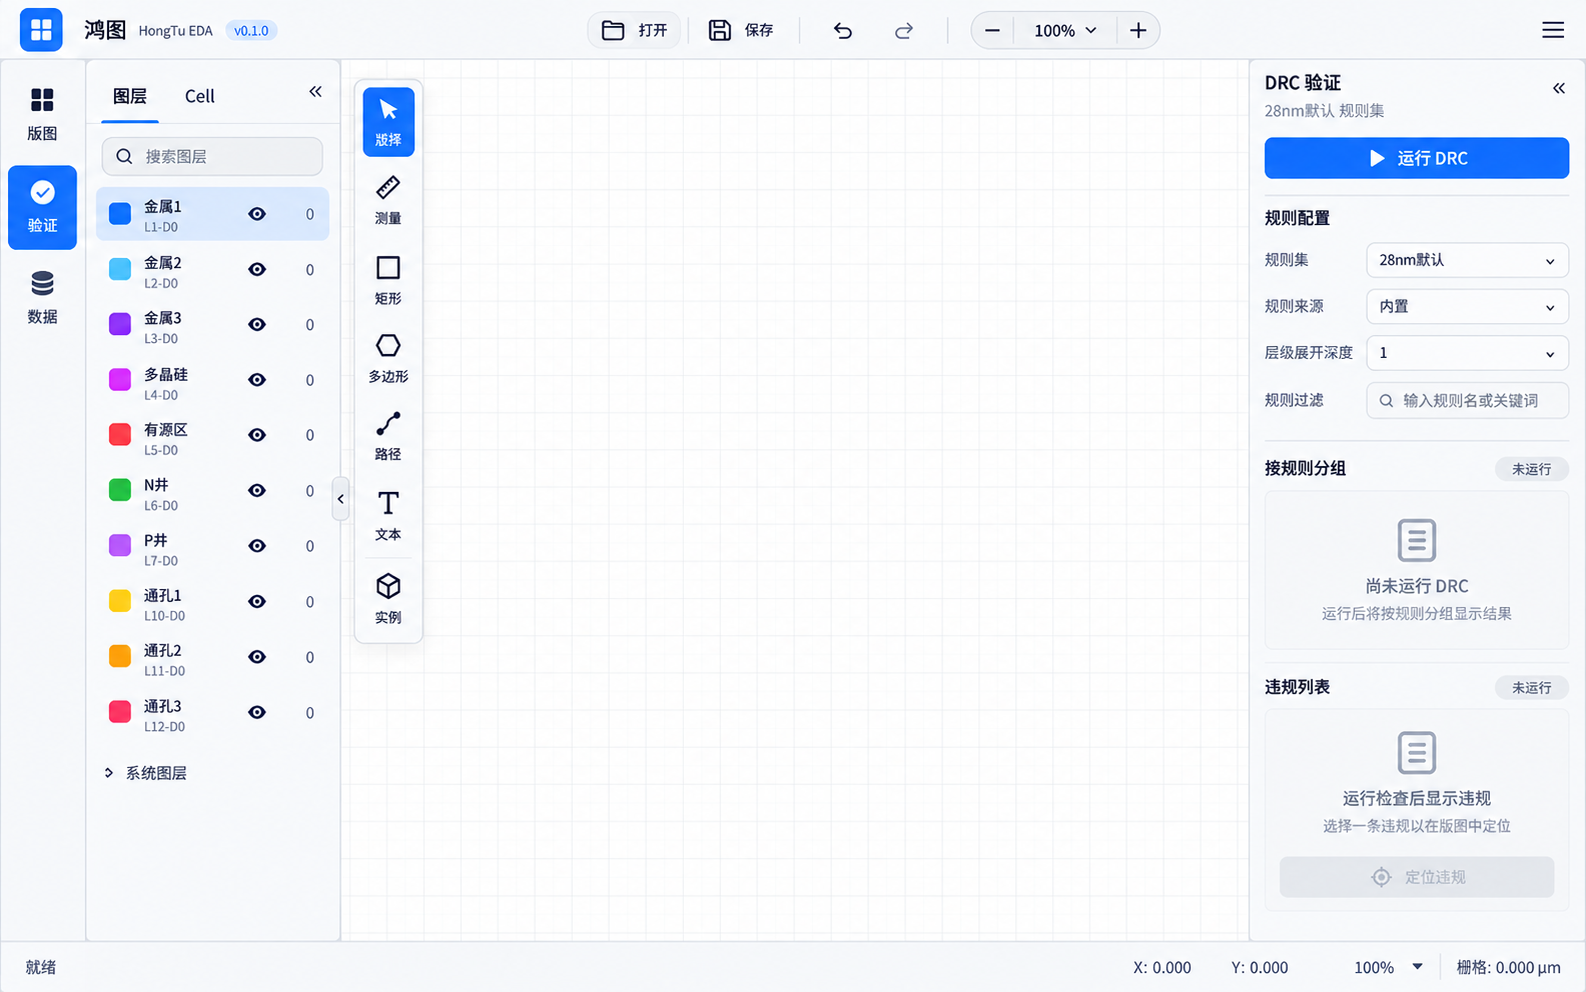 鸿图 HongTu EDA v0.1.0
打开
保存
100%
版图
验证
数据
图层 Cell
搜索图层
金属1 0
L1-D0
金属2 0
L2-D0
金属3 0
L3-D0
多晶硅 0
L4-D0
有源区 0
L5-D0
N井 0
L6-D0
P井 0
L7-D0
通孔1 0
L10-D0
通孔2 0
L11-D0
通孔3 0
L12-D0
系统图层
版择
测量
矩形
多边形
路径
文本
实例
DRC 验证
28nm默认 规则集
运行 DRC
规则配置
规则集 28nm默认
规则来源 内置
层级展开深度 1
规则过滤 输入规则名或关键词
按规则分组 未运行
尚未运行 DRC
运行后将按规则分组显示结果
违规列表 未运行
运行检查后显示违规
选择一条违规以在版图中定位
定位违规
就绪
X: 0.000 Y: 0.000 100% 栅格: 0.000 µm